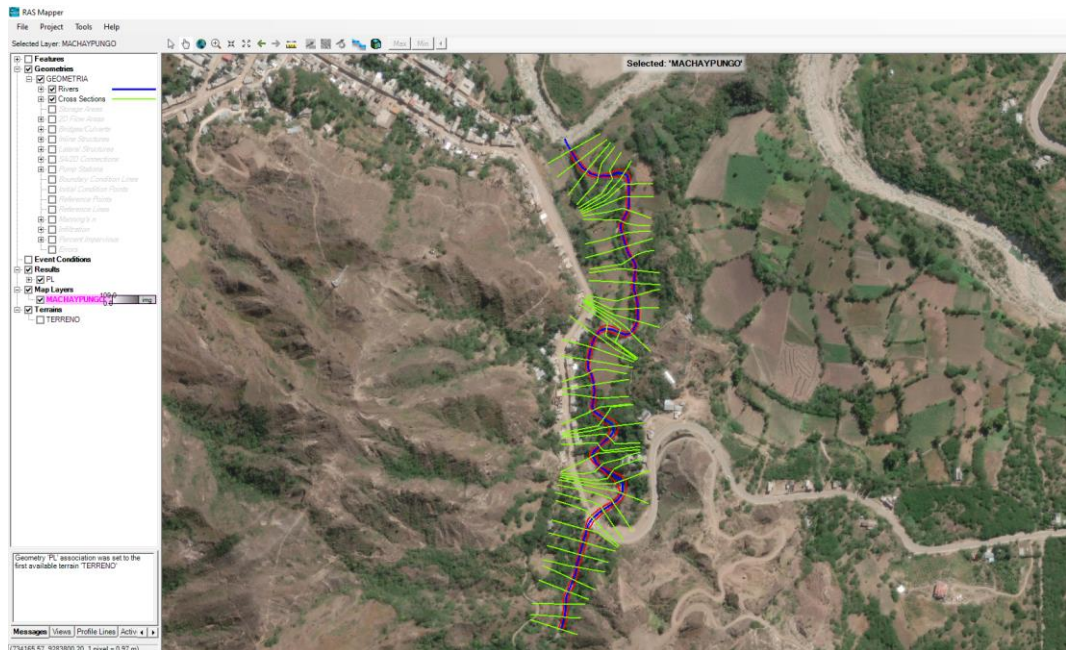 RAS Mapper
File Project Tools Help
Selected Layer: MACHAYPUNGO
Max Min
Selected: 'MACHAYPUNGO'
Features
Geometries
GEOMETRIA
Rivers
Cross Sections
Storage Areas
2D Flow Areas
Bridges/Culverts
Inline Structures
Lateral Structures
SA/2D Connections
Pump Stations
Boundary Condition Lines
Initial Condition Points
Reference Points
Reference Lines
Manning's n
Infiltration
Percent Impervious
Errors
Event Conditions
Results
PL
Map Layers
MACHAYPUNGO img
Terrains
TERRENO
Geometry 'PL' association was set to the
first available terrain 'TERRENO'
Messages Views Profile Lines Activ